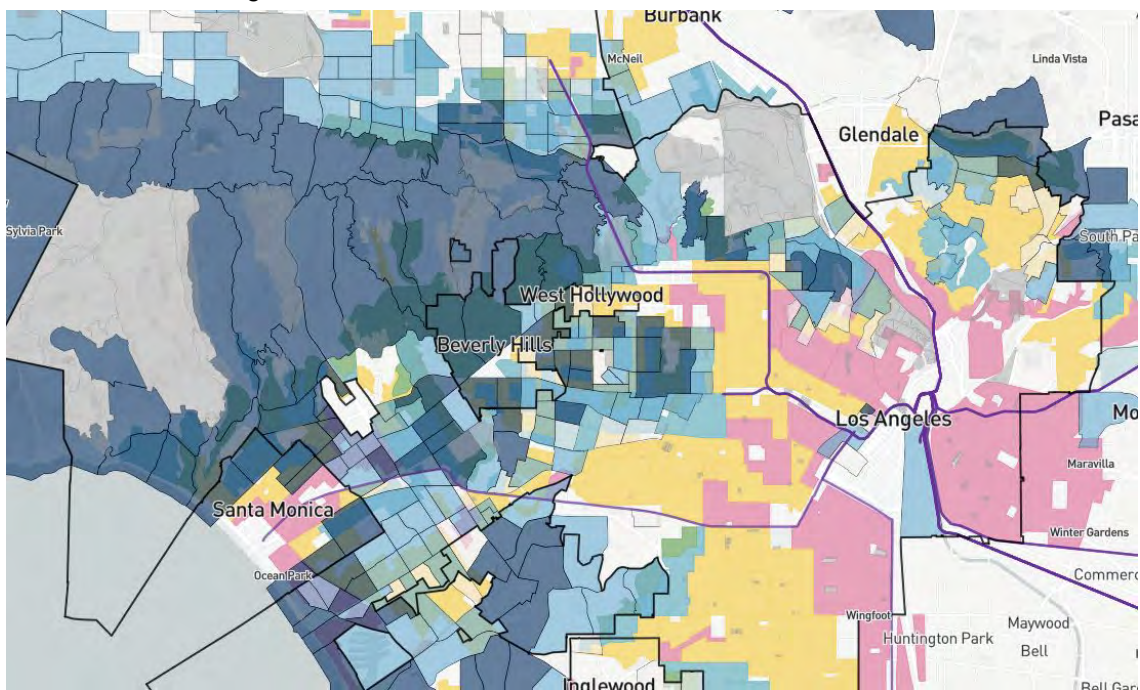 Burbank
McNeil
Linda Vista
Glendale
Pasa
Sylvia Park
South Pa
West Hollywood
Beverly Hills
Los Angeles
Mo
Maravilla
Santa Monica
Winter Gardens
Ocean Park
Commerc
Wingfoot
Maywood
Huntington Park
Bell
Inglewood
Bell Gar